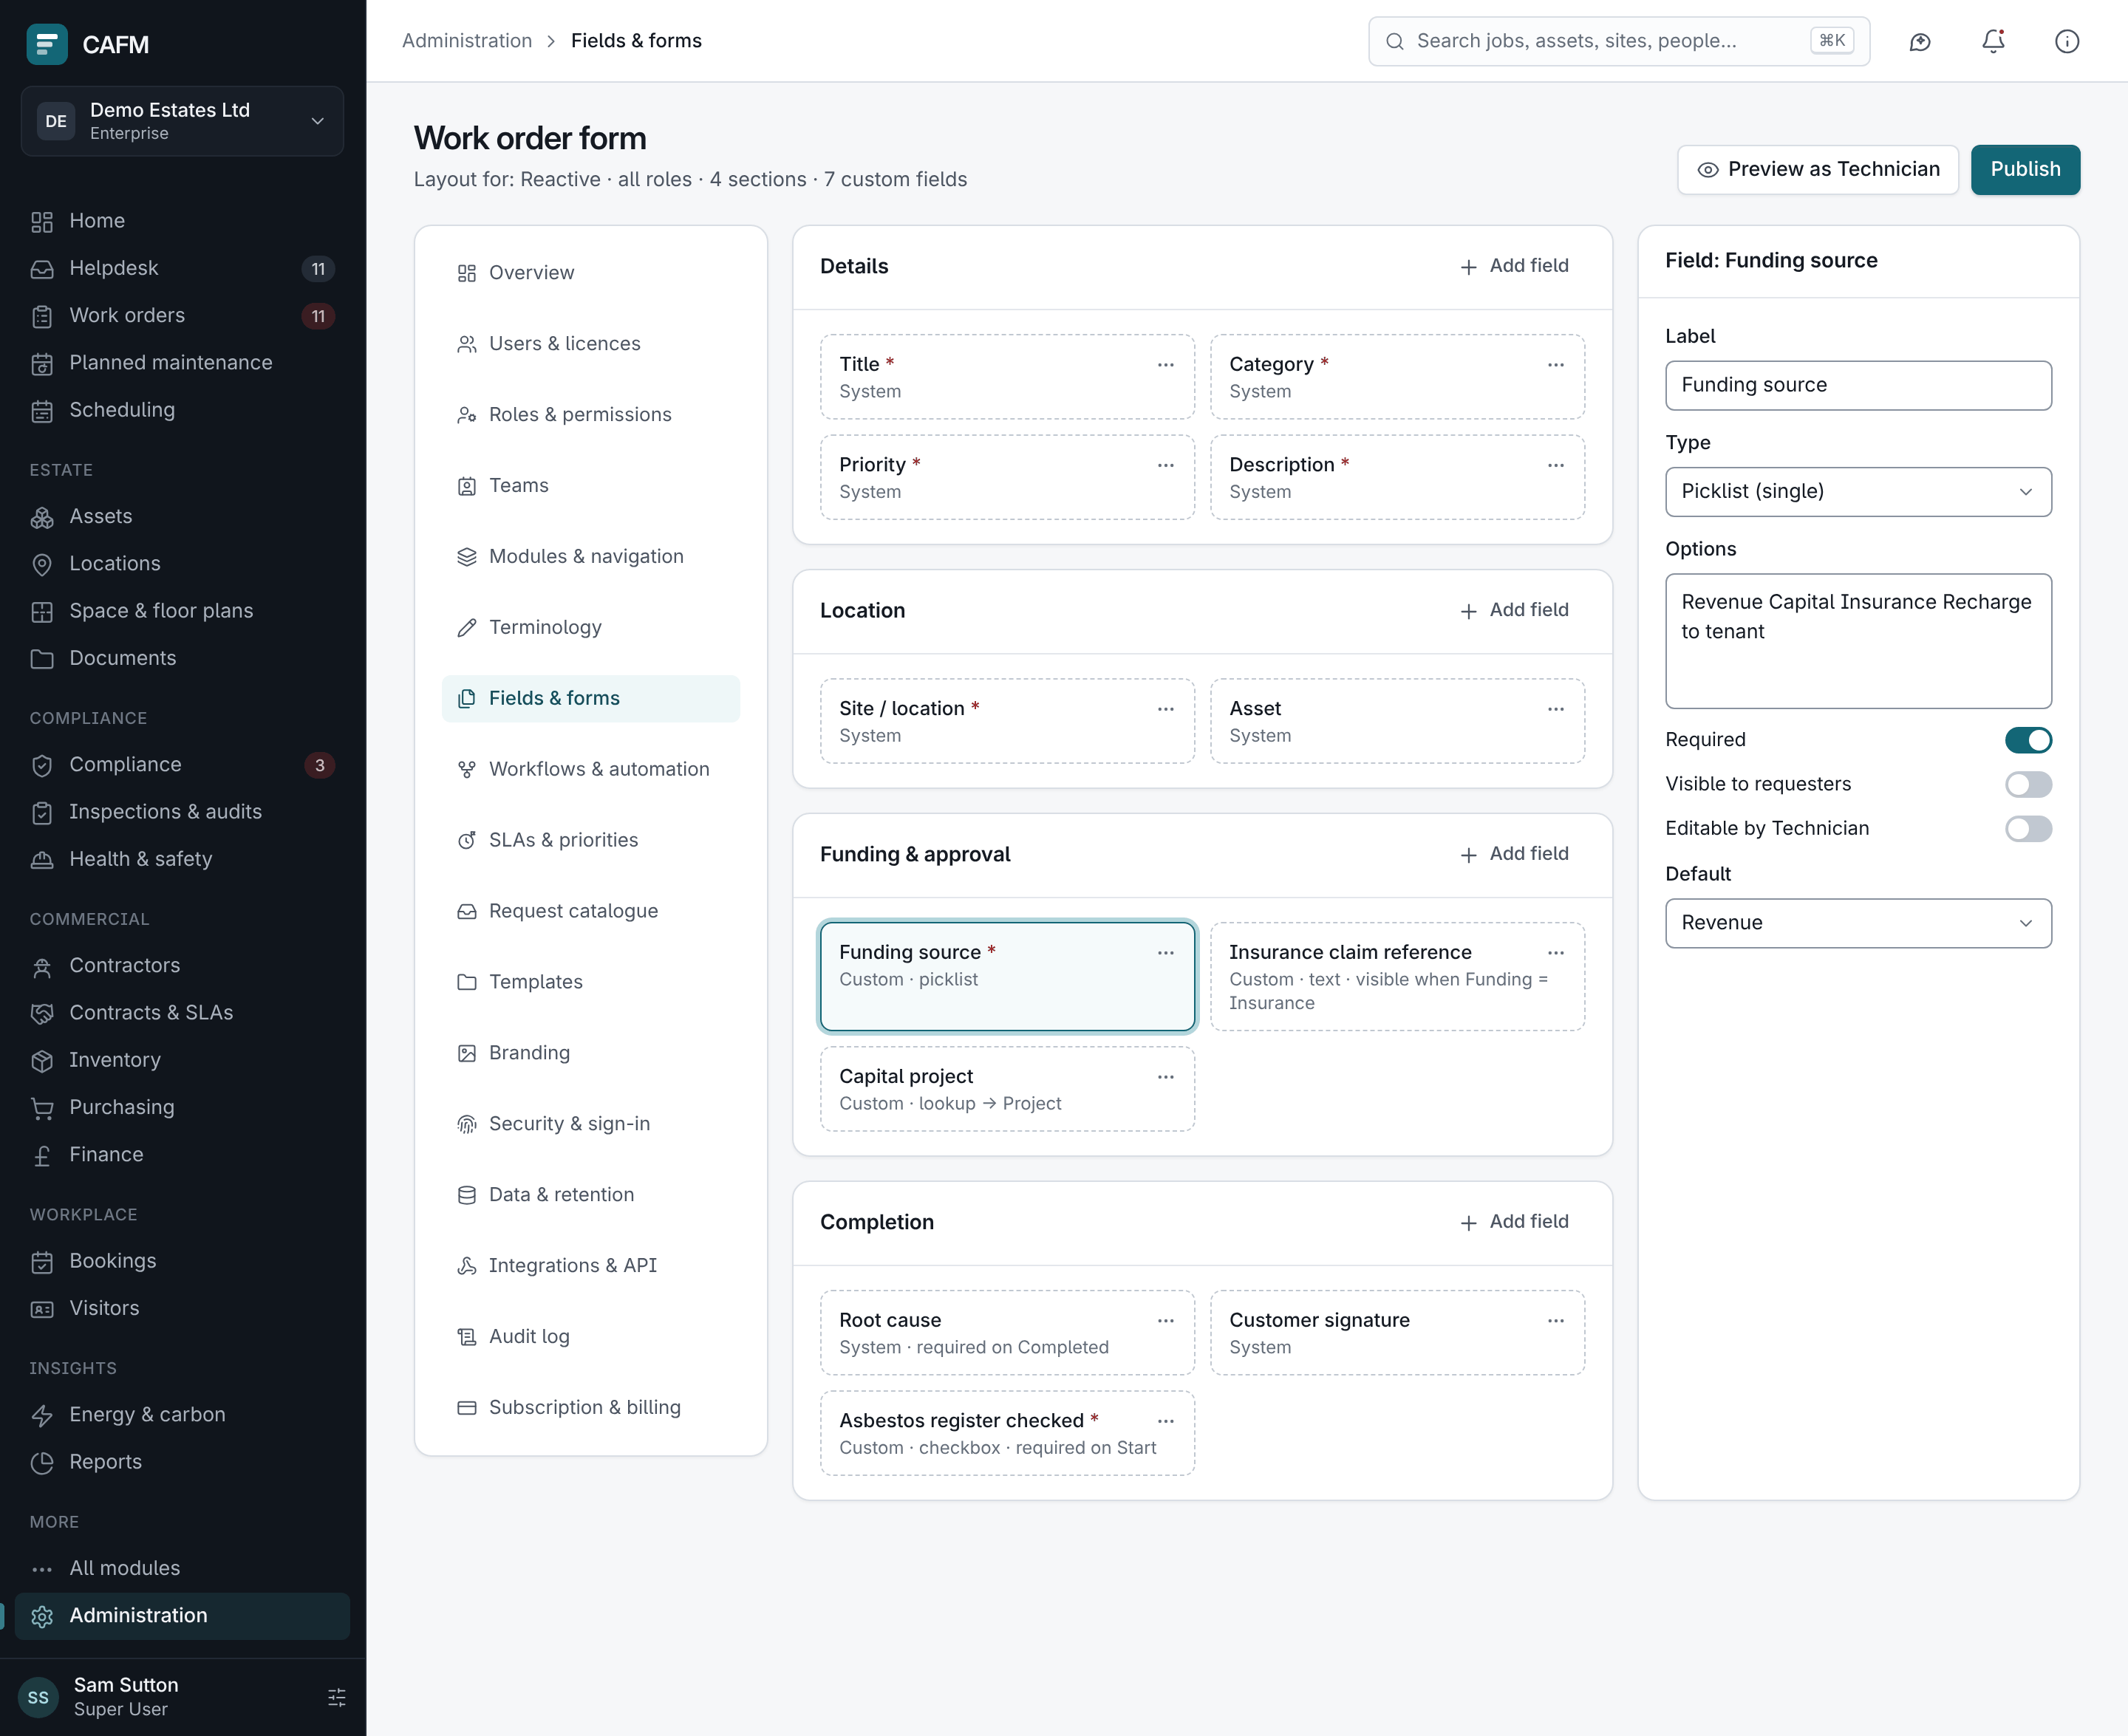 CAFM
DE
Demo Estates Ltd
Enterprise
Home
Helpdesk 11
Work orders 11
Planned maintenance
Scheduling
ESTATE
Assets
Locations
Space & floor plans
Documents
COMPLIANCE
Compliance 3
Inspections & audits
Health & safety
COMMERCIAL
Contractors
Contracts & SLAs
Inventory
Purchasing
Finance
WORKPLACE
Bookings
Visitors
INSIGHTS
Energy & carbon
Reports
MORE
All modules
Administration
SS
Sam Sutton
Super User
Administration > Fields & forms
Search jobs, assets, sites, people... ⌘K
Work order form
Layout for: Reactive · all roles · 4 sections · 7 custom fields
Preview as Technician
Publish
Overview
Users & licences
Roles & permissions
Teams
Modules & navigation
Terminology
Fields & forms
Workflows & automation
SLAs & priorities
Request catalogue
Templates
Branding
Security & sign-in
Data & retention
Integrations & API
Audit log
Subscription & billing
Details
Add field
Title *
System
Category *
System
Priority *
System
Description *
System
Location
Add field
Site / location *
System
Asset
System
Funding & approval
Add field
Funding source *
Custom · picklist
Insurance claim reference
Custom · text · visible when Funding =
Insurance
Capital project
Custom · lookup → Project
Completion
Add field
Root cause
System · required on Completed
Customer signature
System
Asbestos register checked *
Custom · checkbox · required on Start
Field: Funding source
Label
Funding source
Type
Picklist (single)
Options
Revenue Capital Insurance Recharge
to tenant
Required
Visible to requesters
Editable by Technician
Default
Revenue